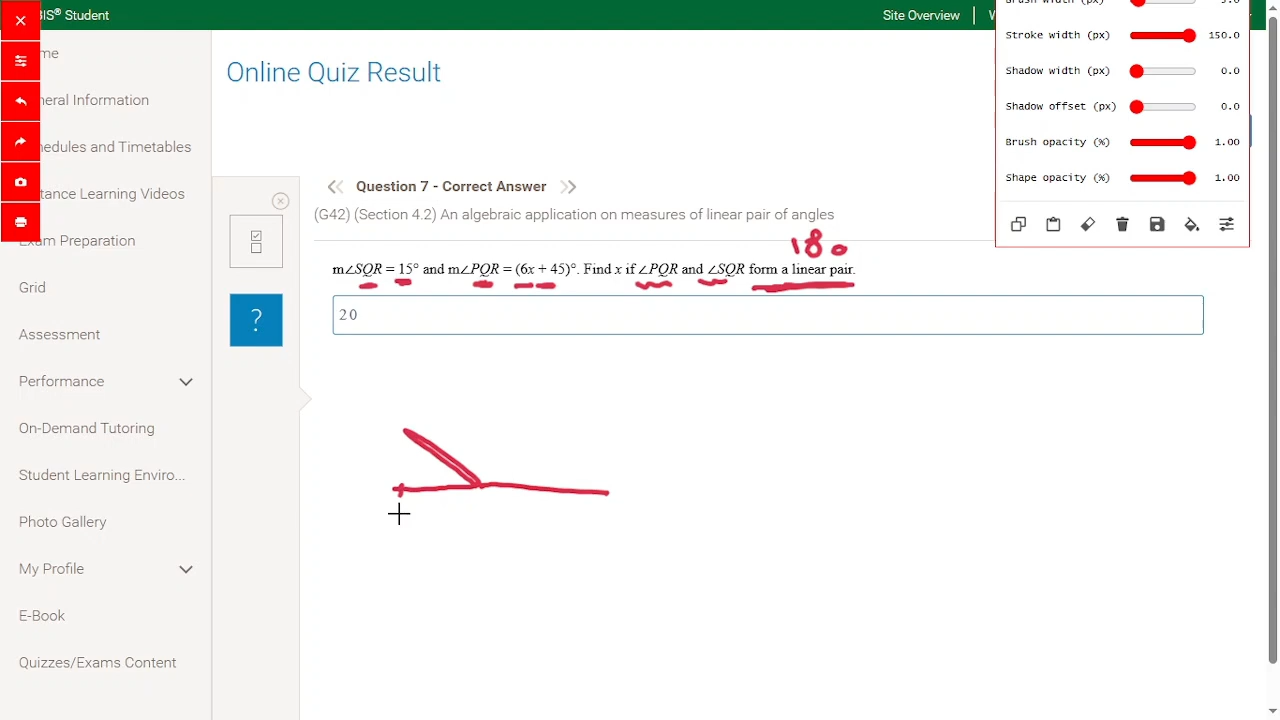 BIS® Student
Site Overview
Stroke width (px) 150.0
Shadow width (px) 0.0
Shadow offset (px) 0.0
Brush opacity (%) 1.00
Shape opacity (%) 1.00
Online Quiz Result
General Information
Schedules and Timetables
Distance Learning Videos
Exam Preparation
Grid
Assessment
Performance
On-Demand Tutoring
Student Learning Enviro...
Photo Gallery
My Profile
E-Book
Quizzes/Exams Content
Question 7 - Correct Answer
(G42) (Section 4.2) An algebraic application on measures of linear pair of angles
180
m∠SQR = 15° and m∠PQR = (6x + 45)°. Find x if ∠PQR and ∠SQR form a linear pair.
?
20